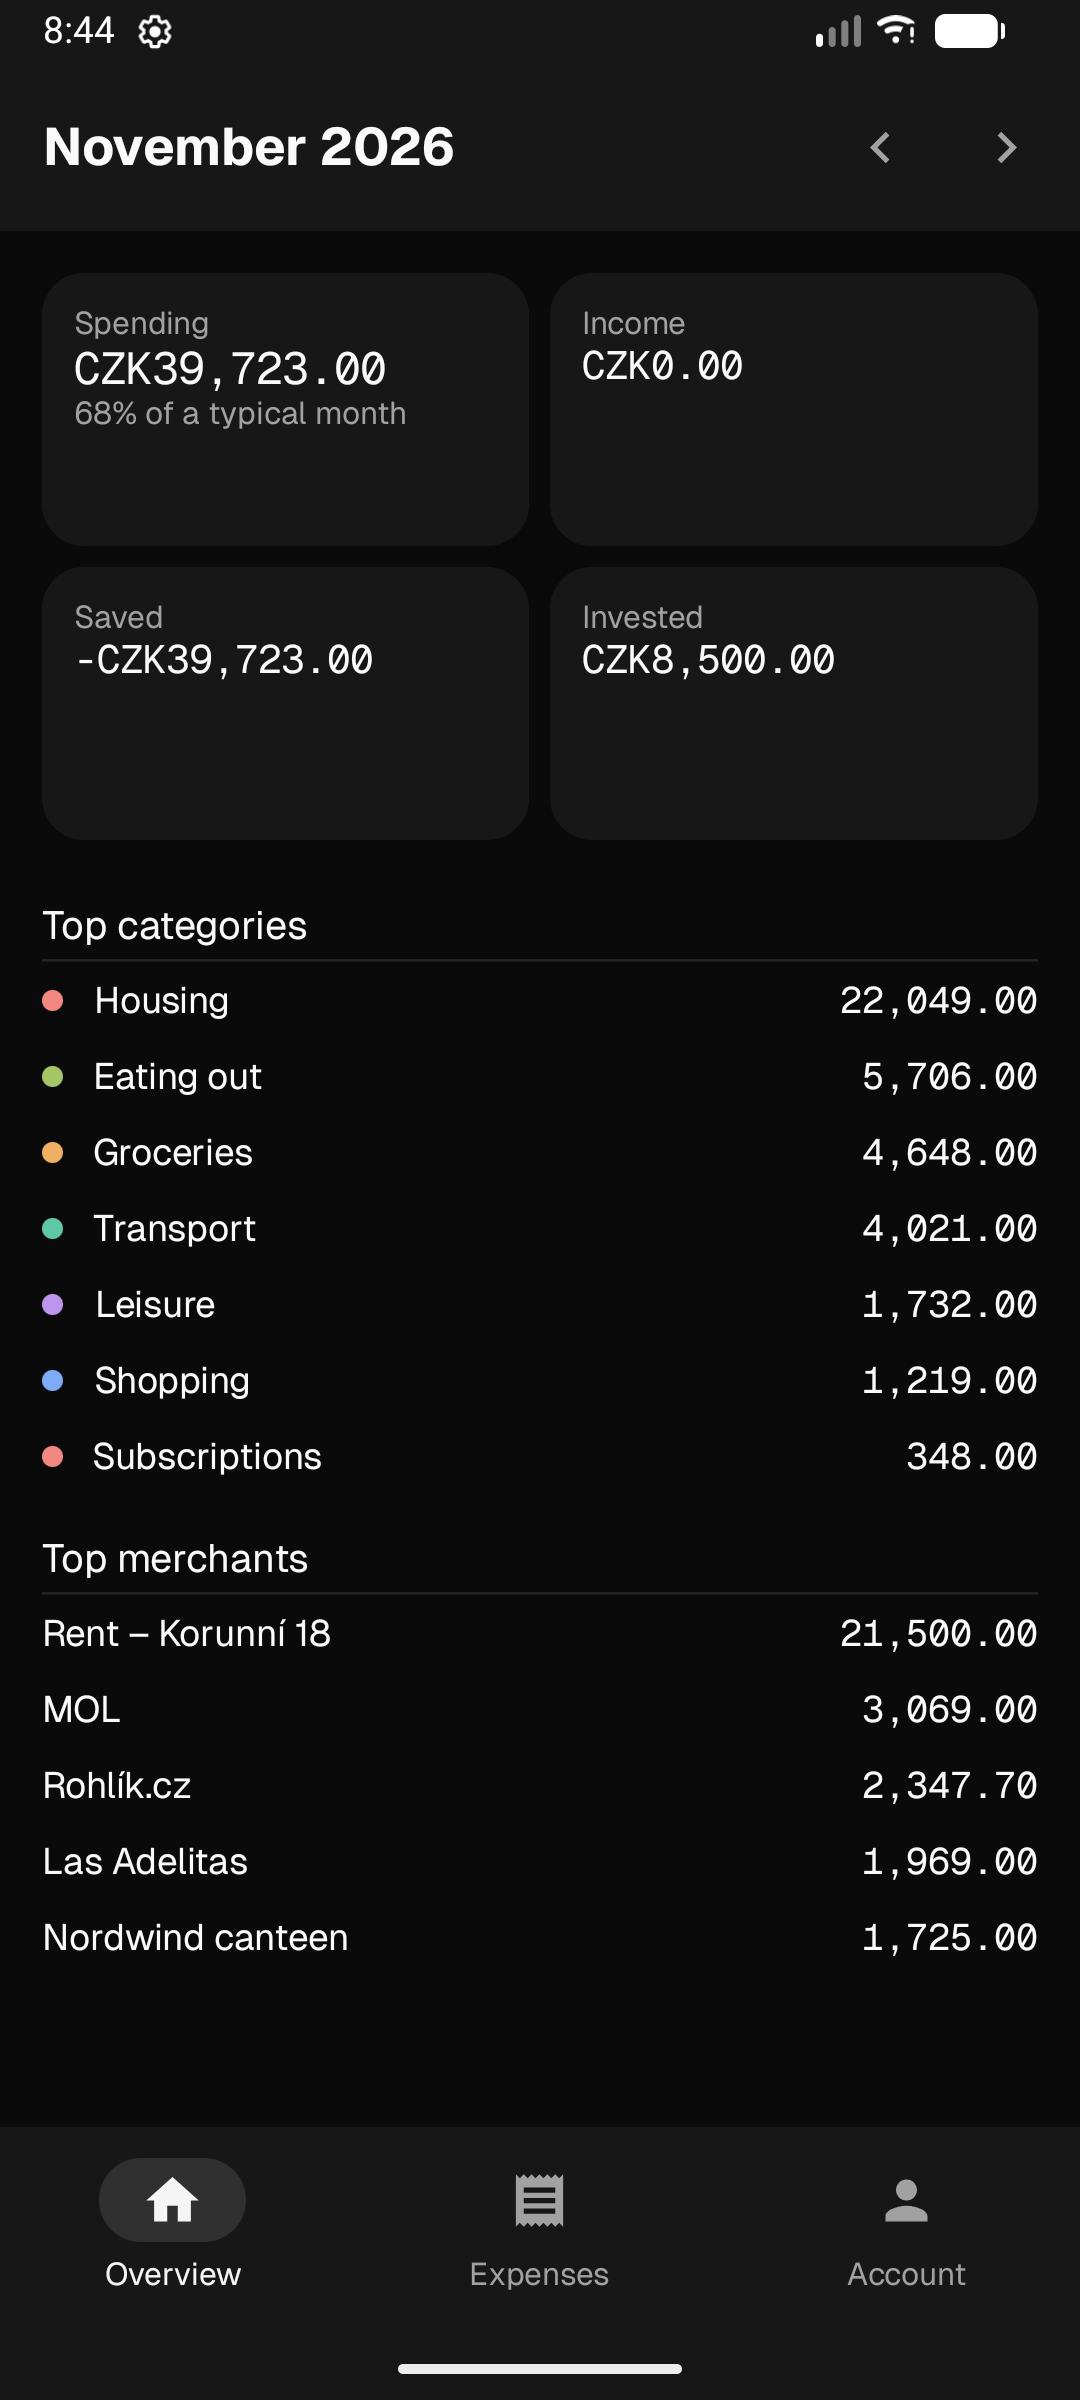 8:44
November 2026
Spending
CZK39,723.00
68% of a typical month
Income
CZK0.00
Saved
-CZK39,723.00
Invested
CZK8,500.00
Top categories
Housing 22,049.00
Eating out 5,706.00
Groceries 4,648.00
Transport 4,021.00
Leisure 1,732.00
Shopping 1,219.00
Subscriptions 348.00
Top merchants
Rent – Korunní 18 21,500.00
MOL 3,069.00
Rohlík.cz 2,347.70
Las Adelitas 1,969.00
Nordwind canteen 1,725.00
Overview Expenses Account